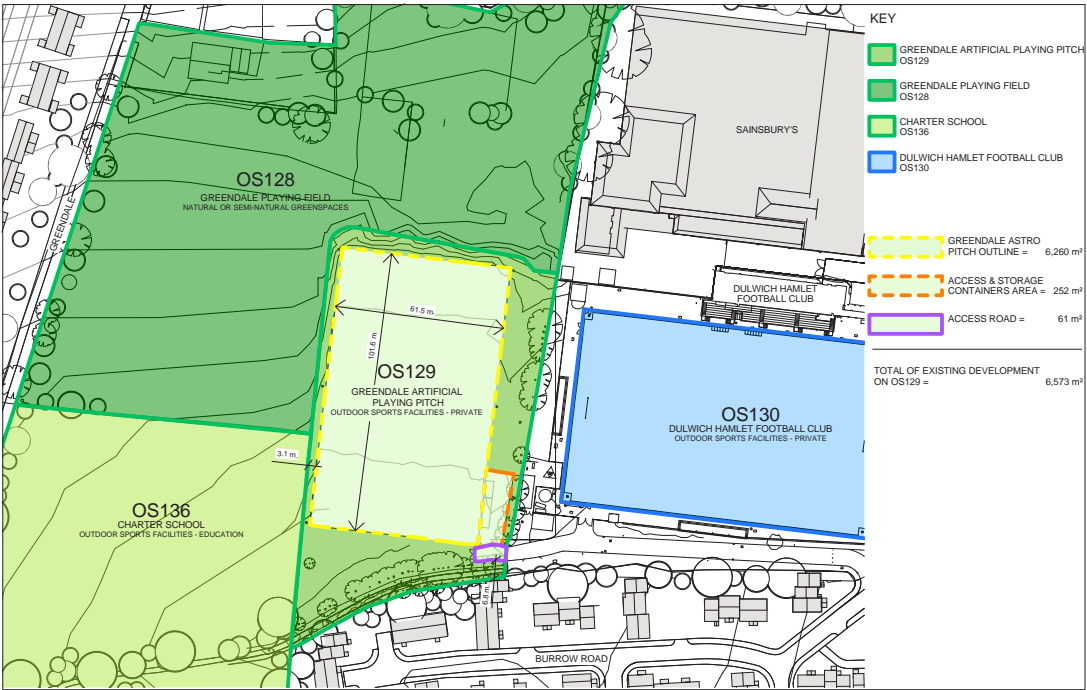 KEY
GREENDALE ARTIFICIAL PLAYING PITCH
OS129
GREENDALE PLAYING FIELD
OS128
CHARTER SCHOOL
OS136
DULWICH HAMLET FOOTBALL CLUB
OS130
GREENDALE ASTRO
PITCH OUTLINE = 6,260 m²
ACCESS & STORAGE
CONTAINERS AREA = 252 m²
ACCESS ROAD = 61 m²
TOTAL OF EXISTING DEVELOPMENT
ON OS129 = 6,573 m²
SAINSBURY'S
OS128
GREENDALE PLAYING FIELD
NATURAL OR SEMI-NATURAL GREENSPACES
GREENDALE
DULWICH HAMLET
FOOTBALL CLUB
61.5 m.
101.6 m
OS129
GREENDALE ARTIFICIAL
PLAYING PITCH
OUTDOOR SPORTS FACILITIES - PRIVATE
OS130
DULWICH HAMLET FOOTBALL CLUB
OUTDOOR SPORTS FACILITIES - PRIVATE
3.1 m.
OS136
CHARTER SCHOOL
OUTDOOR SPORTS FACILITIES - EDUCATION
6.8 m.
BURROW ROAD